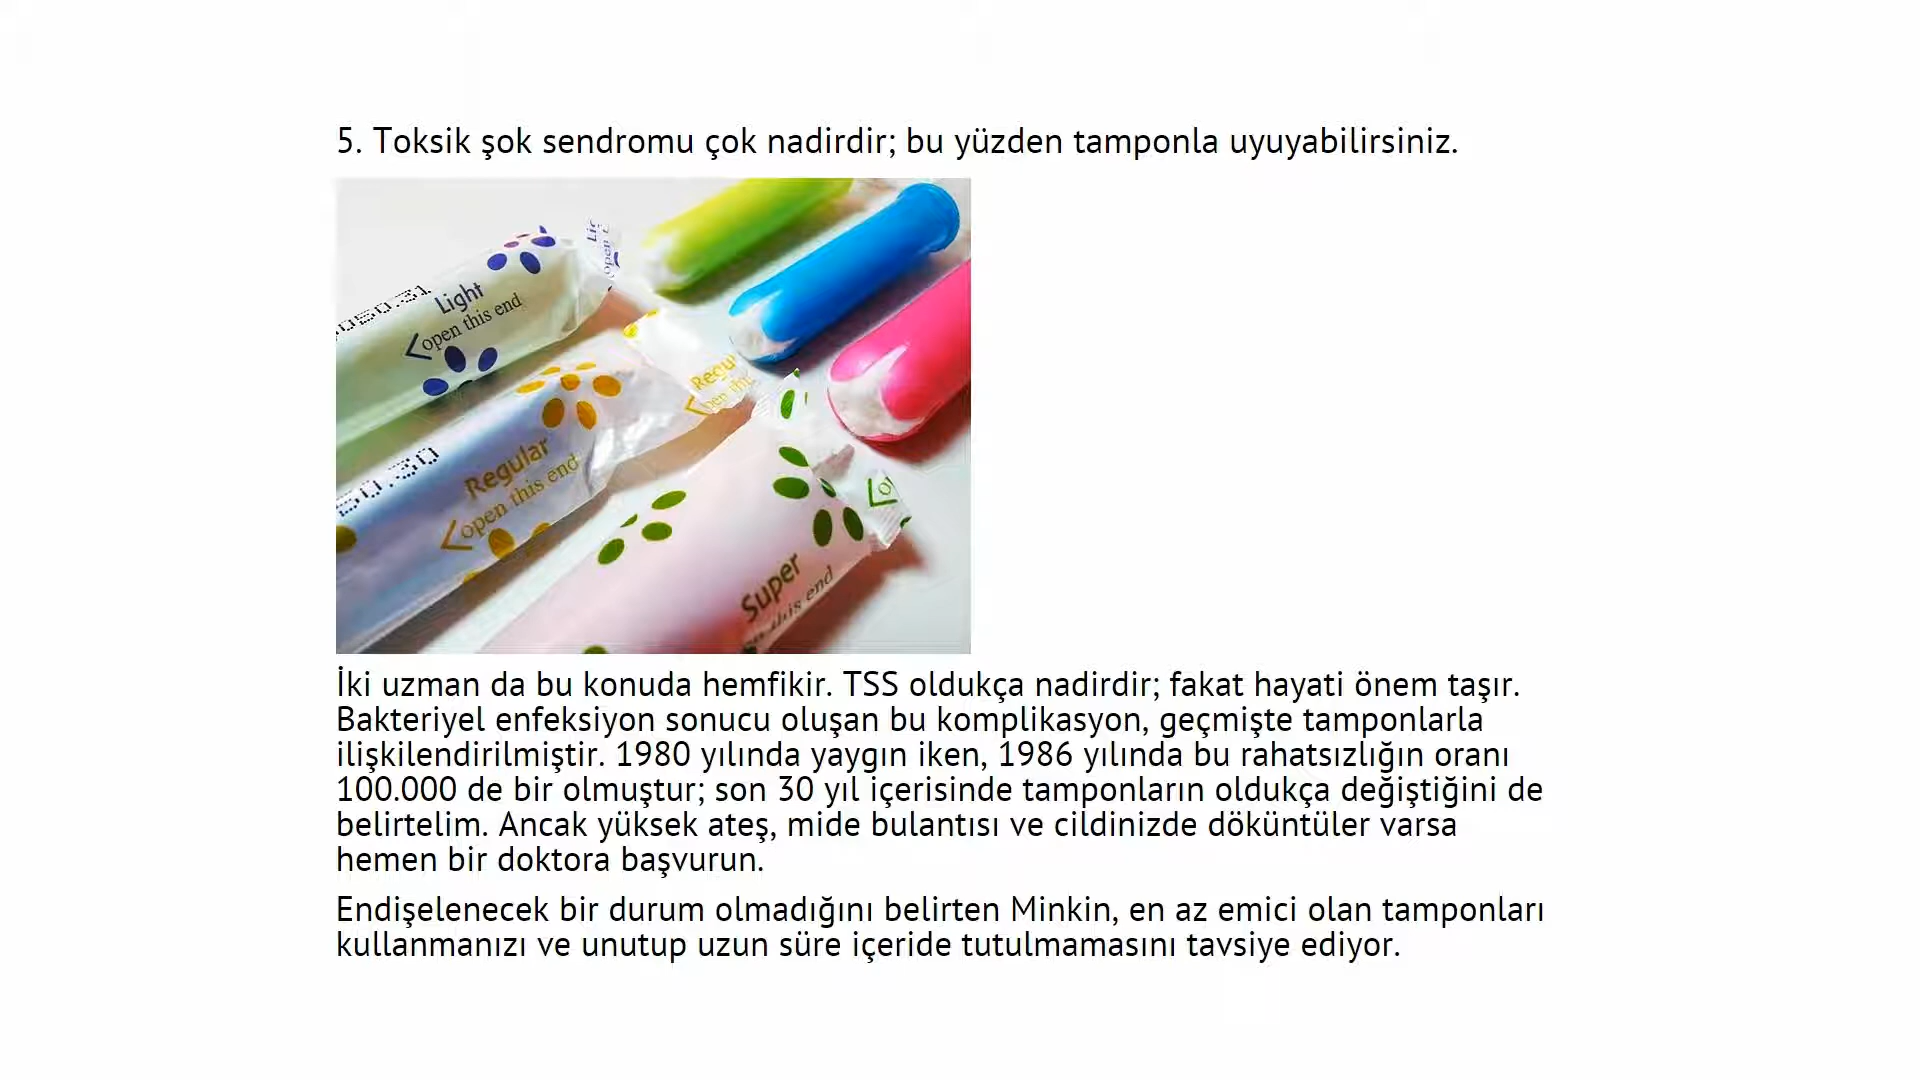 5. Toksik şok sendromu çok nadirdir; bu yüzden tamponla uyuyabilirsiniz.
Light
open this end
Regular
open this end
Super
this end
İki uzman da bu konuda hemfikir. TSS oldukça nadirdir; fakat hayati önem taşır.
Bakteriyel enfeksiyon sonucu oluşan bu komplikasyon, geçmişte tamponlarla
ilişkilendirilmiştir. 1980 yılında yaygın iken, 1986 yılında bu rahatsızlığın oranı
100.000 de bir olmuştur; son 30 yıl içerisinde tamponların oldukça değiştiğini de
belirtelim. Ancak yüksek ateş, mide bulantısı ve cildinizde döküntüler varsa
hemen bir doktora başvurun.
Endişelenecek bir durum olmadığını belirten Minkin, en az emici olan tamponları
kullanmanızı ve unutup uzun süre içeride tutulmamasını tavsiye ediyor.